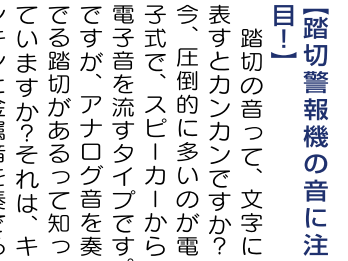 【踏切警報機の音に注
目！】
踏切の音って、文字に
表すとカンカンですか？
今、圧倒的に多いのが電
子式で、スピーカーから
電子音を流すタイプです。
ですが、アナログ音を奏
でる踏切があるって知っ
ていますか？それは、キ